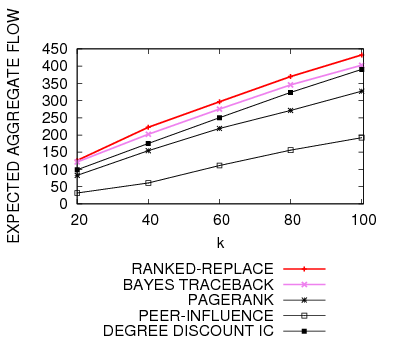 EXPECTED AGGREGATE FLOW
450
400
350
300
250
200
150
100
50
0
20 40 60 80 100
k
RANKED-REPLACE
BAYES TRACEBACK
PAGERANK
PEER-INFLUENCE
DEGREE DISCOUNT IC